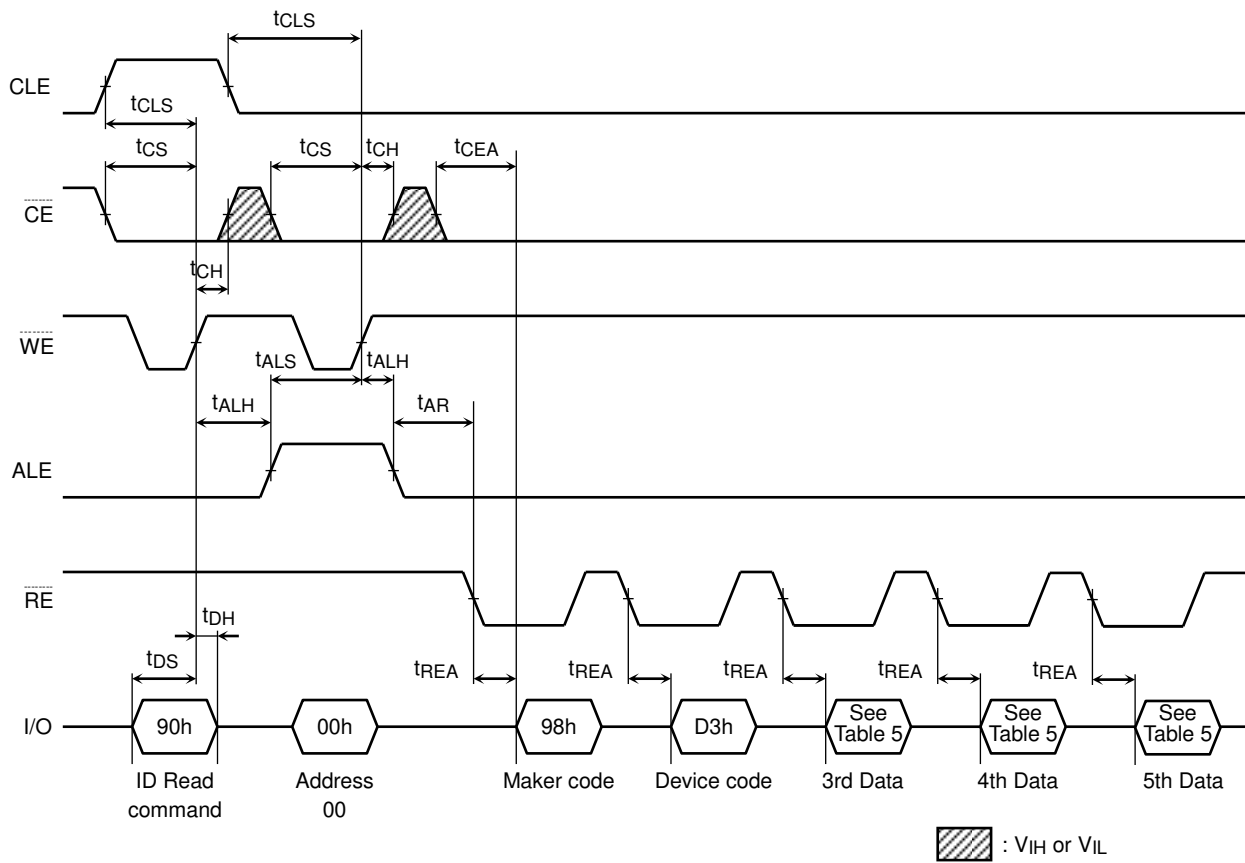 tCLS
CLE
tCLS
tCS
tCS
tCH
tCEA
CE
tCH
WE
tALS
tALH
tALH
tAR
ALE
RE
tDH
tDS
tREA
tREA
tREA
tREA
tREA
I/O
90h
00h
98h
D3h
See
Table 5
See
Table 5
See
Table 5
ID Read
command
Address
00
Maker code
Device code
3rd Data
4th Data
5th Data
: VIH or VIL